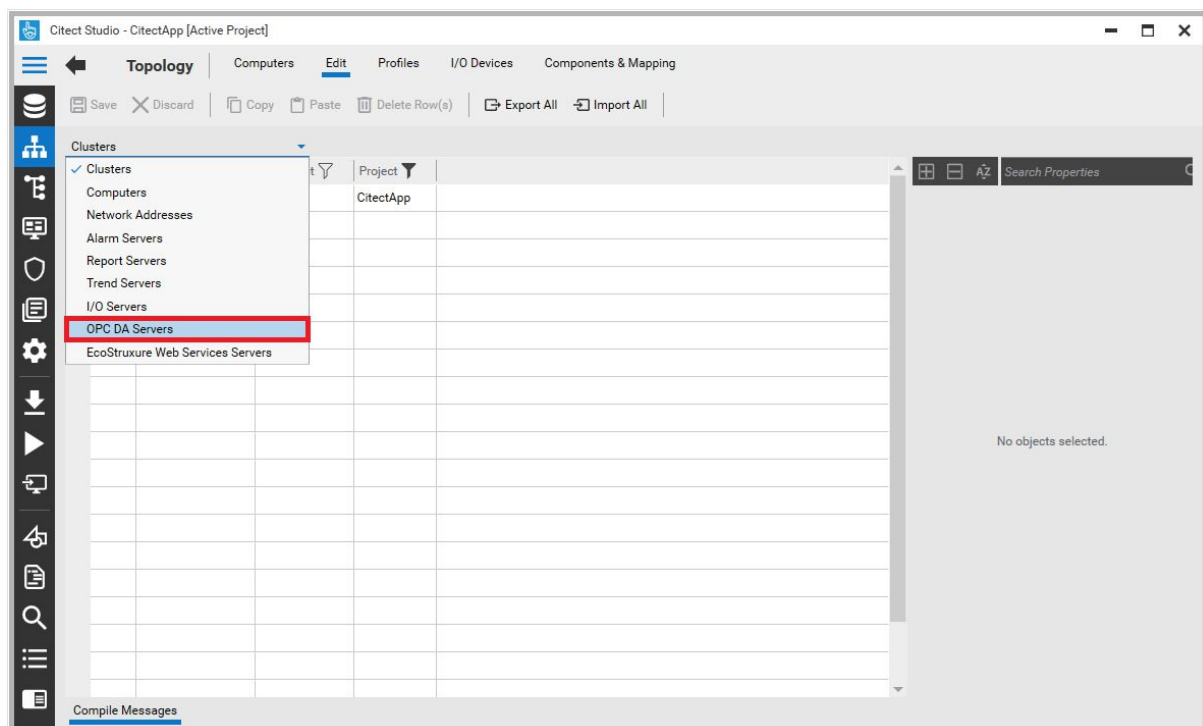 Citect Studio - CitectApp [Active Project]
Topology Computers Edit Profiles I/O Devices Components & Mapping
Save Discard Copy Paste Delete Row(s) Export All Import All
Clusters
Clusters
t Project
Computers
CitectApp
Network Addresses
Alarm Servers
Report Servers
Trend Servers
I/O Servers
OPC DA Servers
EcoStruxure Web Services Servers
AZ Search Properties
No objects selected.
Compile Messages